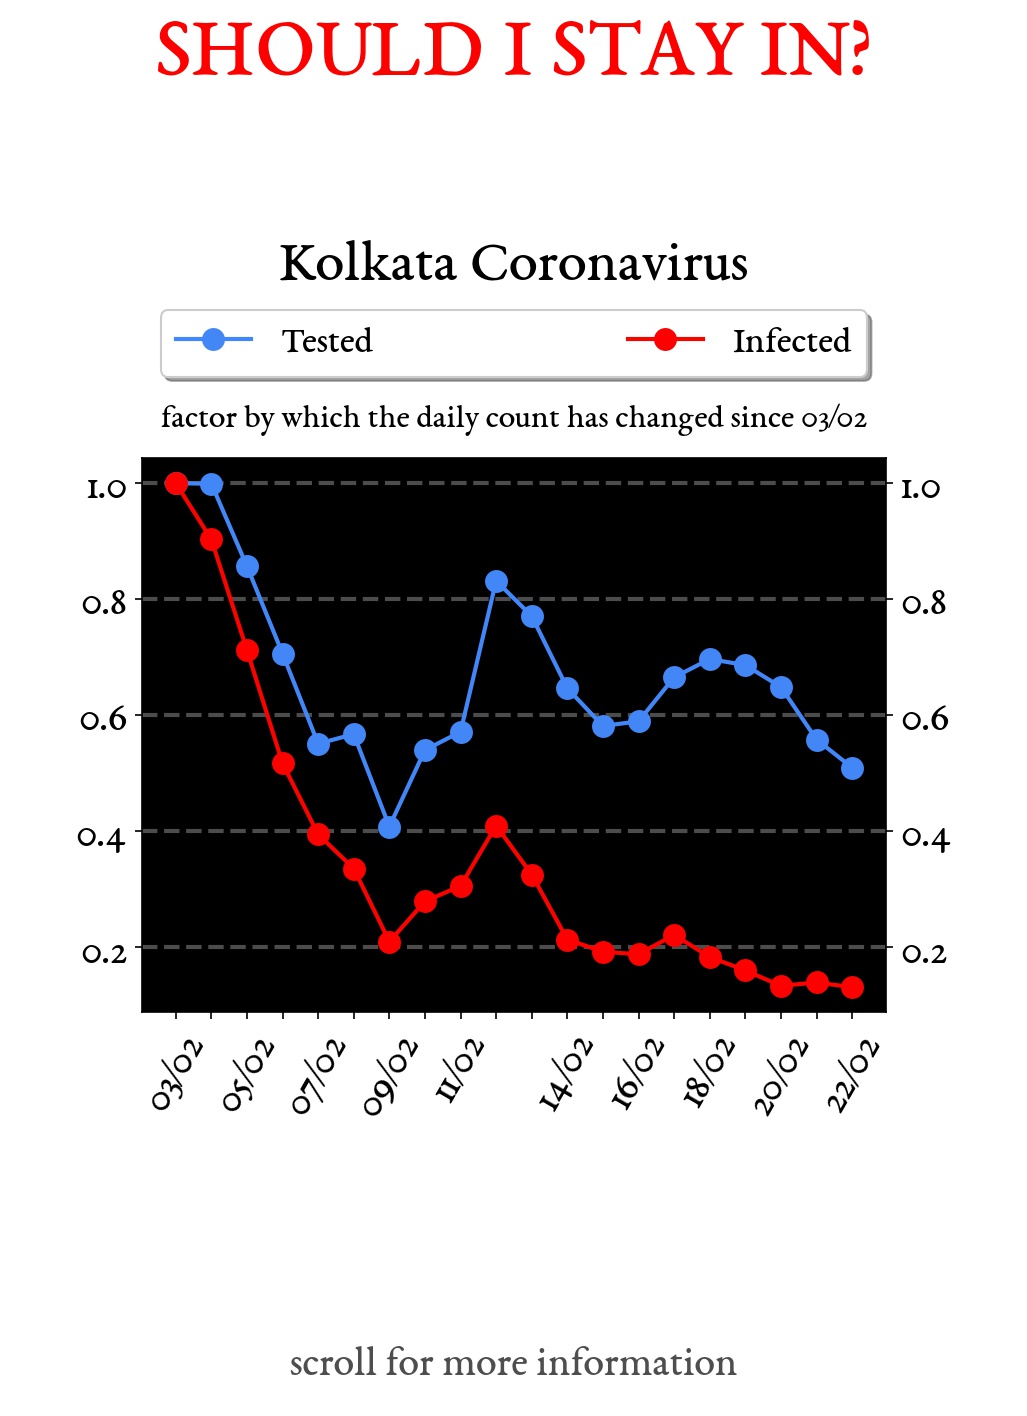 SHOULD I STAY IN?
Kolkata Coronavirus
Tested Infected
factor by which the daily count has changed since 03/02
1.0 1.0
0.8 0.8
0.6 0.6
0.4 0.4
0.2 0.2
03/02 05/02 07/02 09/02 11/02 14/02 16/02 18/02 20/02 22/02
scroll for more information